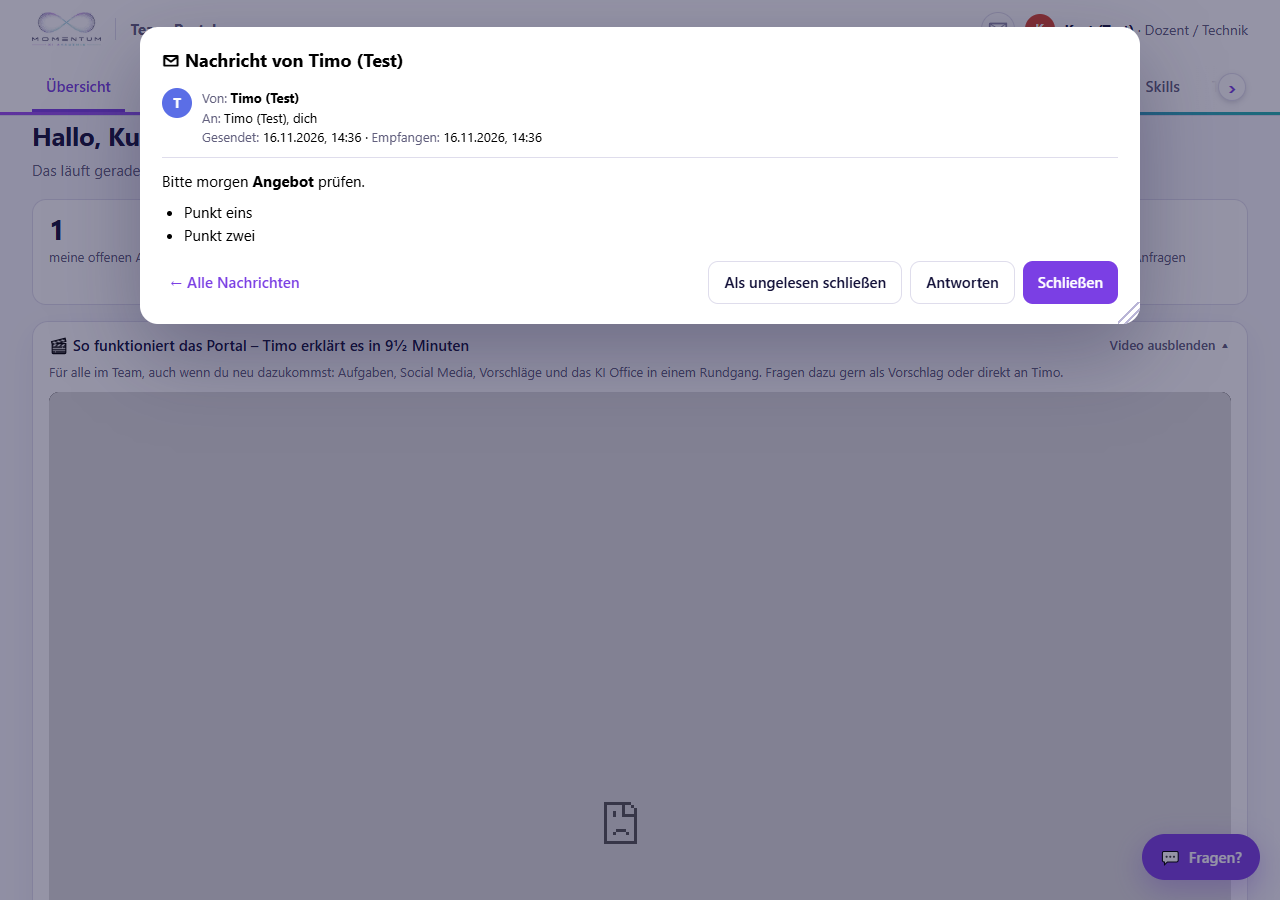 MOMENTUM
Dozent / Technik
Übersicht
Skills
Nachricht von Timo (Test)
T
Von: Timo (Test)
An: Timo (Test), dich
Gesendet: 16.11.2026, 14:36 · Empfangen: 16.11.2026, 14:36
Bitte morgen Angebot prüfen.
• Punkt eins
• Punkt zwei
← Alle Nachrichten
Als ungelesen schließen
Antworten
Schließen
Hallo,
Das läuft gerade
1
meine offenen
🎬 So funktioniert das Portal – Timo erklärt es in 9½ Minuten
Video ausblenden ▲
Für alle im Team, auch wenn du neu dazukommst: Aufgaben, Social Media, Vorschläge und das KI Office in einem Rundgang. Fragen dazu gern als Vorschlag oder direkt an Timo.
💬 Fragen?